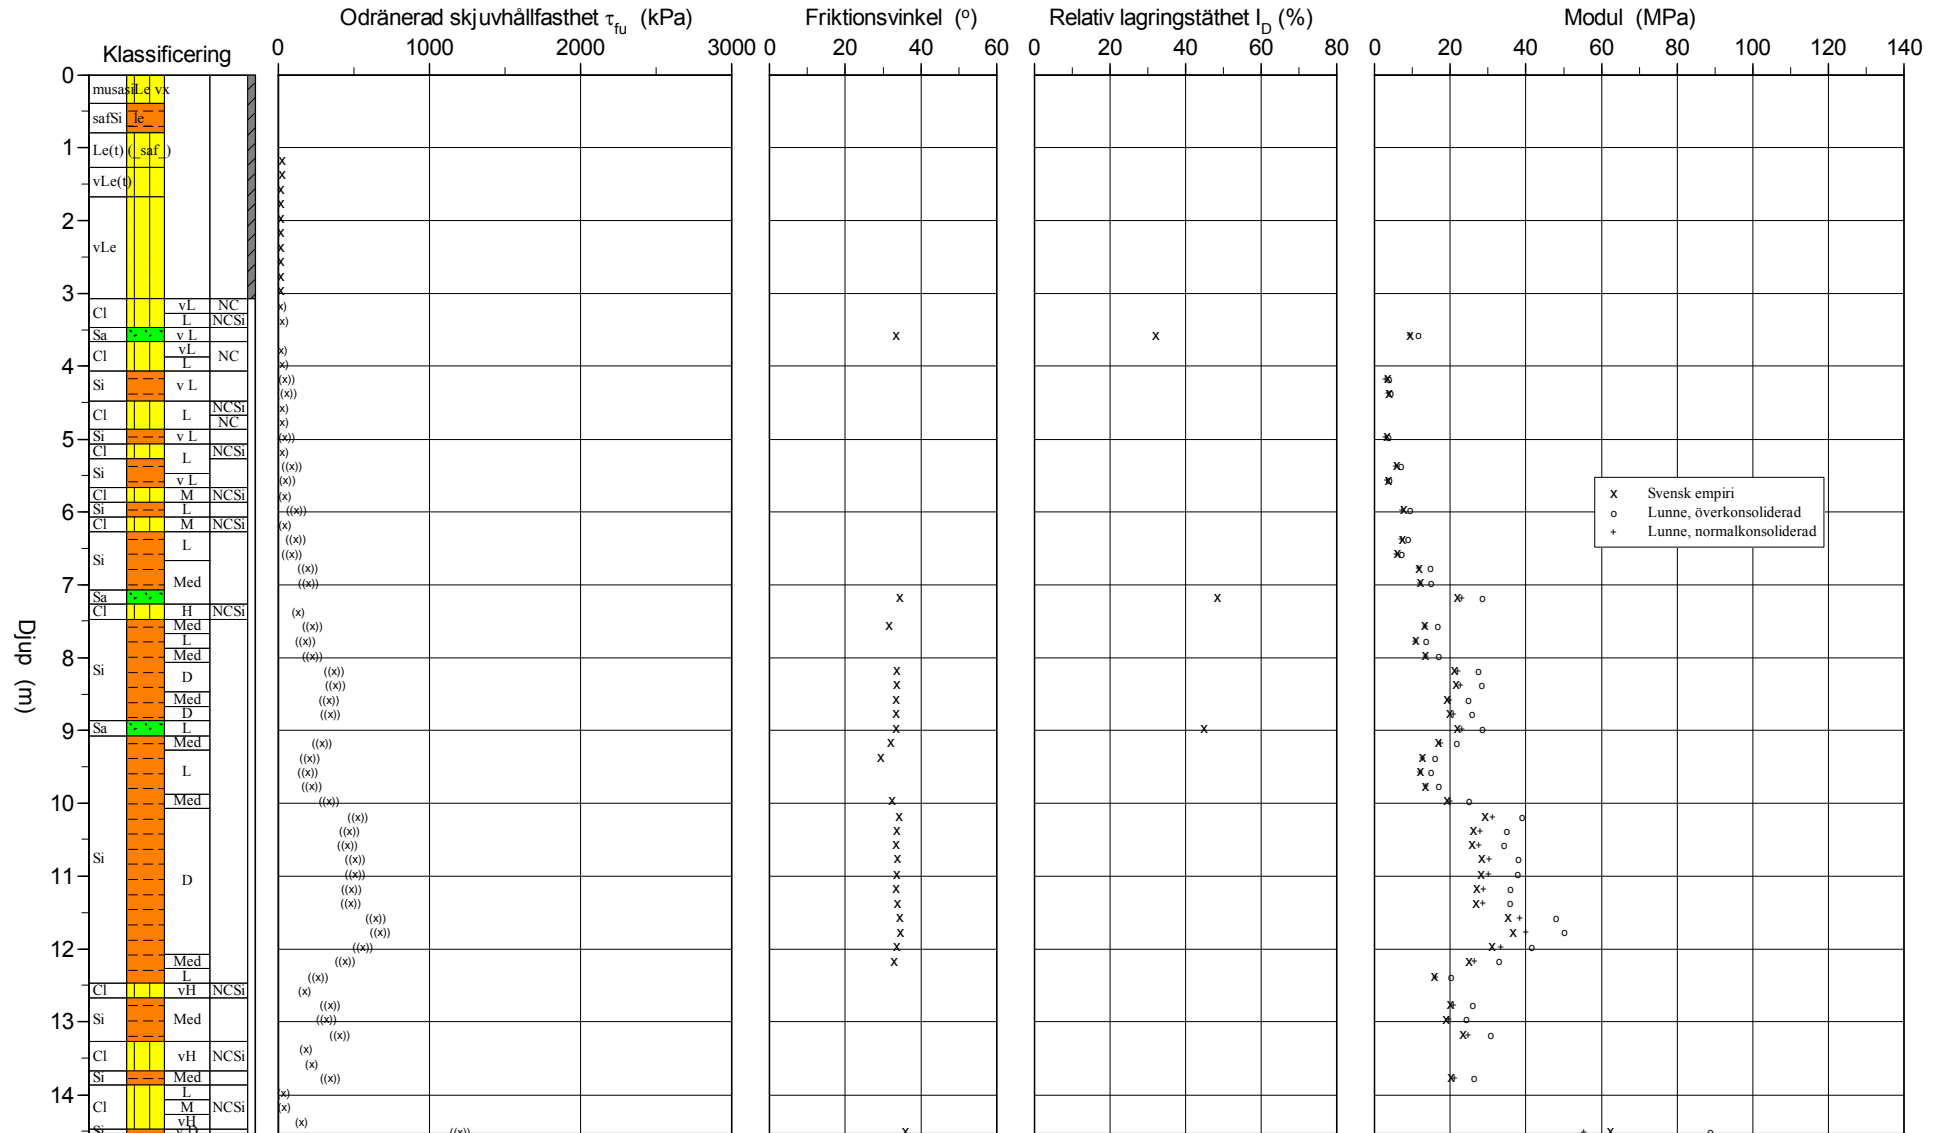 Klassificering
Odränerad skjuvhållfasthet τfu (kPa)
Friktionsvinkel (o)
Relativ lagringstäthet ID (%)
Modul (MPa)
0 1000 2000 3000
0 20 40 60
0 20 40 60 80
0 20 40 60 80 100 120 140
Djup (m)
0
1
2
3
4
5
6
7
8
9
10
11
12
13
14
musasiLe vx
safSi le
Le(t) (_saf_)
vLe(t)
vLe
Cl vL NC
L NCSi
Sa v L
Cl vL NC
L
Si v L
Cl L NCSi
NC
Si v L
Cl L NCSi
Si v L
Cl M NCSi
Si L
Cl M NCSi
Si L
Med
Sa
Cl H NCSi
Si Med
L
Med
D
Med
D
Sa L
Si Med
L
Med
D
Med
L
Cl vH NCSi
Si Med
Cl vH NCSi
Si Med
Cl L NCSi
M
vH
Si v D
x Svensk empiri
o Lunne, överkonsoliderad
+ Lunne, normalkonsoliderad